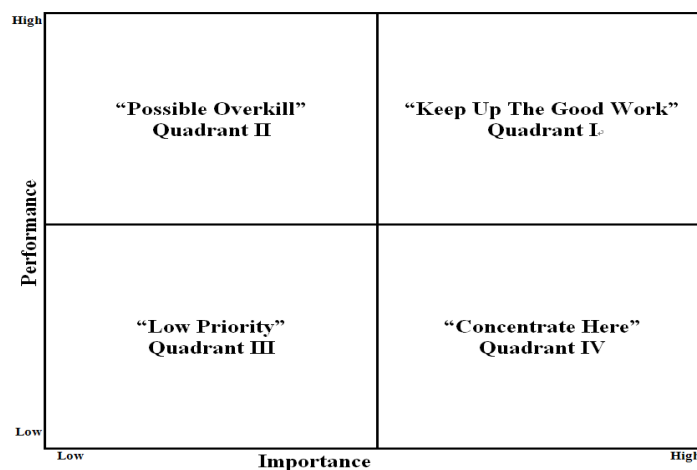 High
“Possible Overkill”
Quadrant II
“Keep Up The Good Work”
Quadrant I
Performance
“Low Priority”
Quadrant III
“Concentrate Here”
Quadrant IV
Low
Low
Importance
High